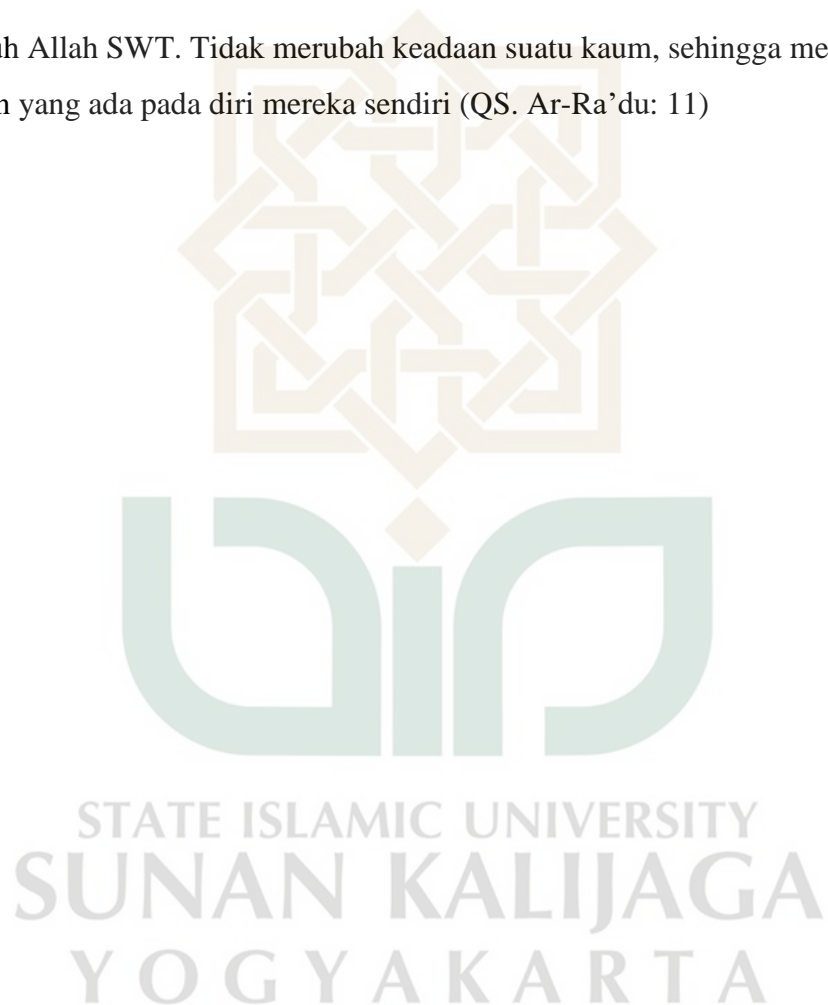 uh Allah SWT. Tidak merubah keadaan suatu kaum, sehingga me
n yang ada pada diri mereka sendiri (QS. Ar-Ra’du: 11)
STATE ISLAMIC UNIVERSITY
SUNAN KALIJAGA
YOGYAKARTA